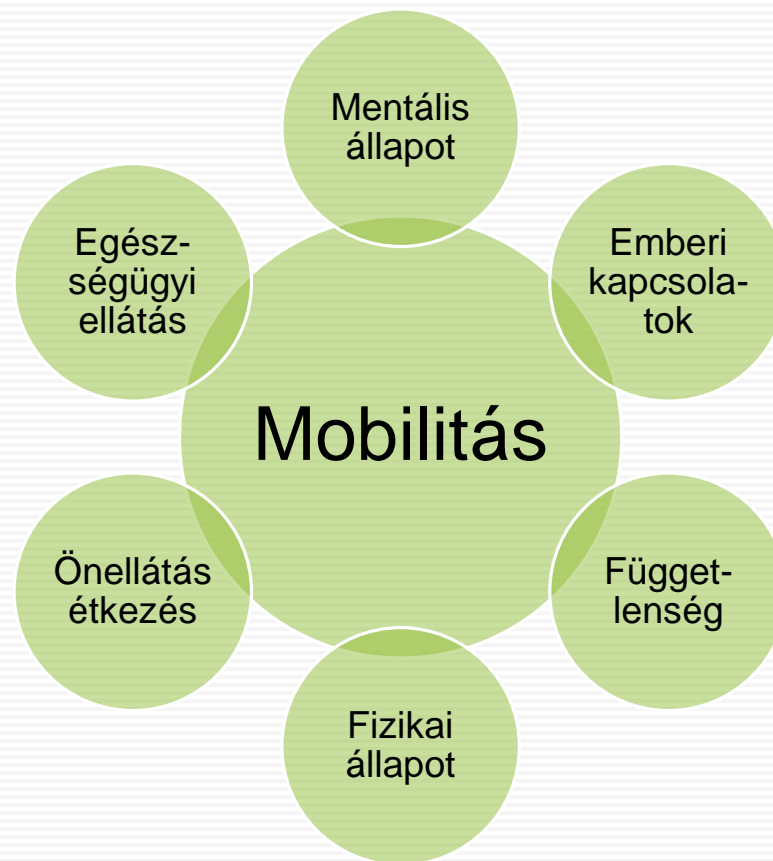 Mentális
állapot
Egész-
ségügyi
ellátás
Emberi
kapcsola-
tok
Mobilitás
Önellátás
étkezés
Függet-
lenség
Fizikai
állapot